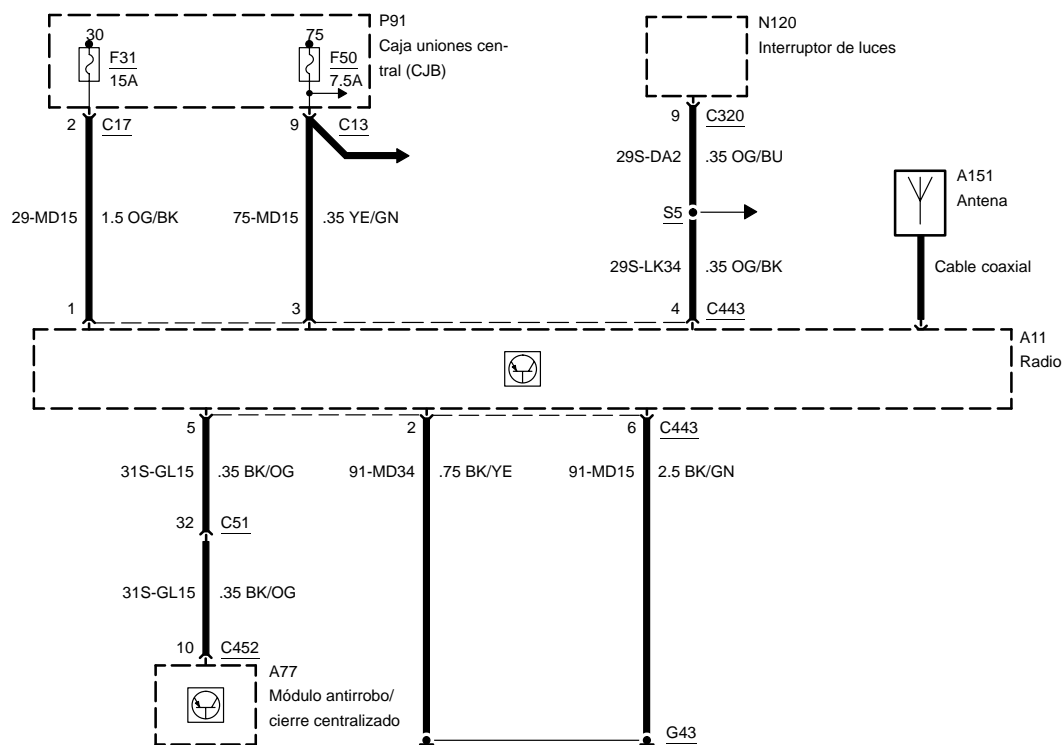 P91
Caja uniones cen-
tral (CJB)
30
F31
15A
75
F50
7.5A
N120
Interruptor de luces
2 C17
9 C13
9 C320
29S-DA2 .35 OG/BU
A151
Antena
29-MD15 1.5 OG/BK
75-MD15 .35 YE/GN
S5
29S-LK34 .35 OG/BK
Cable coaxial
1
3
4 C443
A11
Radio
5
2
6 C443
31S-GL15 .35 BK/OG
91-MD34 .75 BK/YE
91-MD15 2.5 BK/GN
32 C51
31S-GL15 .35 BK/OG
10 C452
A77
Módulo antirrobo/
cierre centralizado
G43